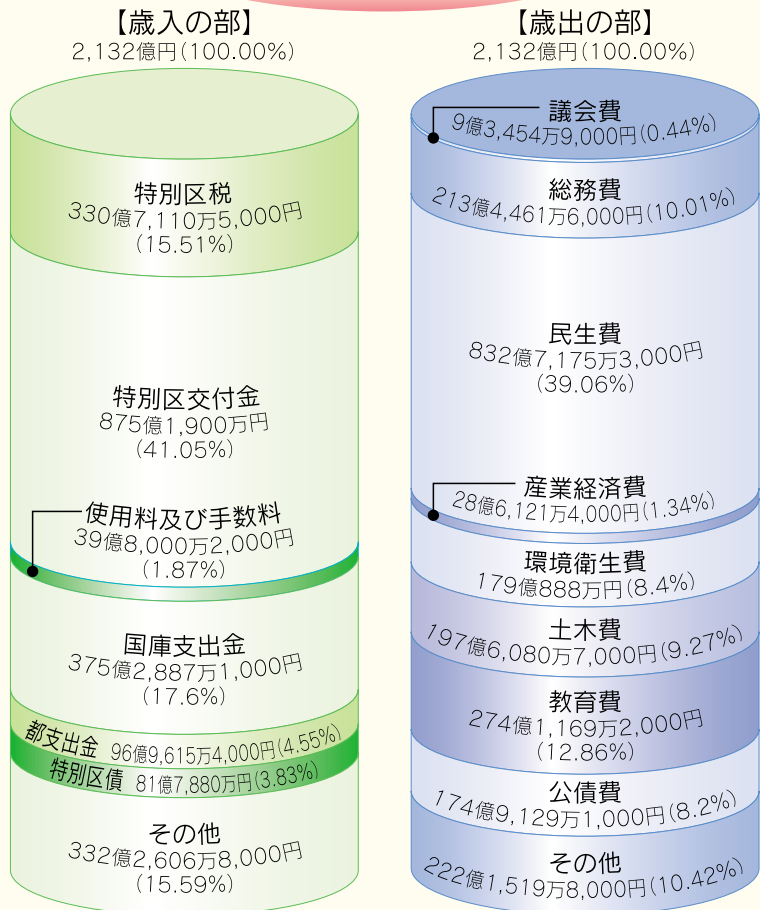 【歳入の部】
2,132億円(100.00%)
特別区税
330億7,110万5,000円
(15.51%)
特別区交付金
875億1,900万円
(41.05%)
使用料及び手数料
39億8,000万2,000円
(1.87%)
国庫支出金
375億2,887万1,000円
(17.6%)
都支出金 96億9,615万4,000円(4.55%)
特別区債 81億7,880万円(3.83%)
その他
332億2,606万8,000円
(15.59%)
【歳出の部】
2,132億円(100.00%)
議会費
9億3,454万9,000円(0.44%)
総務費
213億4,461万6,000円(10.01%)
民生費
832億7,175万3,000円
(39.06%)
産業経済費
28億6,121万4,000円(1.34%)
環境衛生費
179億888万円(8.4%)
土木費
197億6,080万7,000円(9.27%)
教育費
274億1,169万2,000円
(12.86%)
公債費
174億9,129万1,000円(8.2%)
その他
222億1,519万8,000円(10.42%)